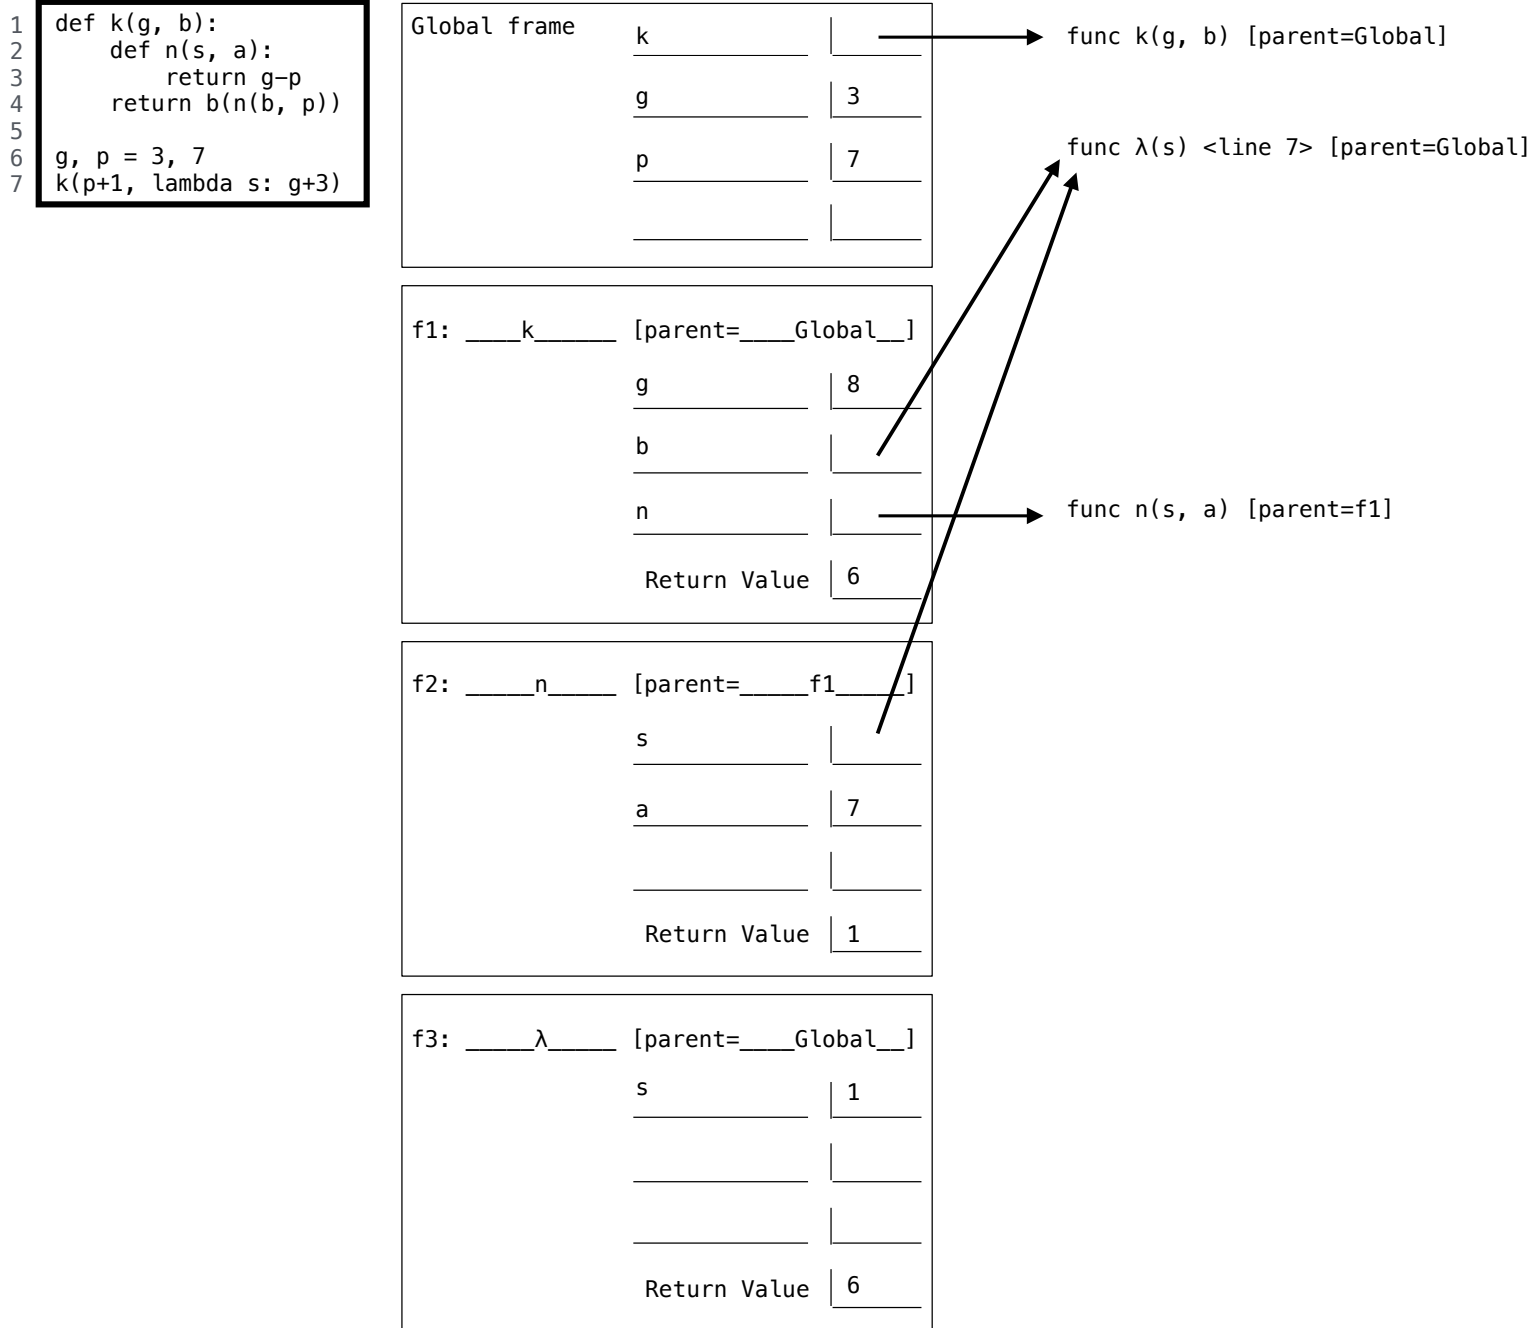 1 def k(g, b):
2     def n(s, a):
3         return g−p
4     return b(n(b, p))
5
6 g, p = 3, 7
7 k(p+1, lambda s: g+3)
Global frame
k
func k(g, b) [parent=Global]
g 3
func λ(s) <line 7> [parent=Global]
p 7
f1: ____k______ [parent=____Global__]
g 8
b
n
func n(s, a) [parent=f1]
Return Value 6
f2: _____n_____ [parent=_____f1_____]
s
a 7
Return Value 1
f3: _____λ_____ [parent=____Global__]
s 1
Return Value 6